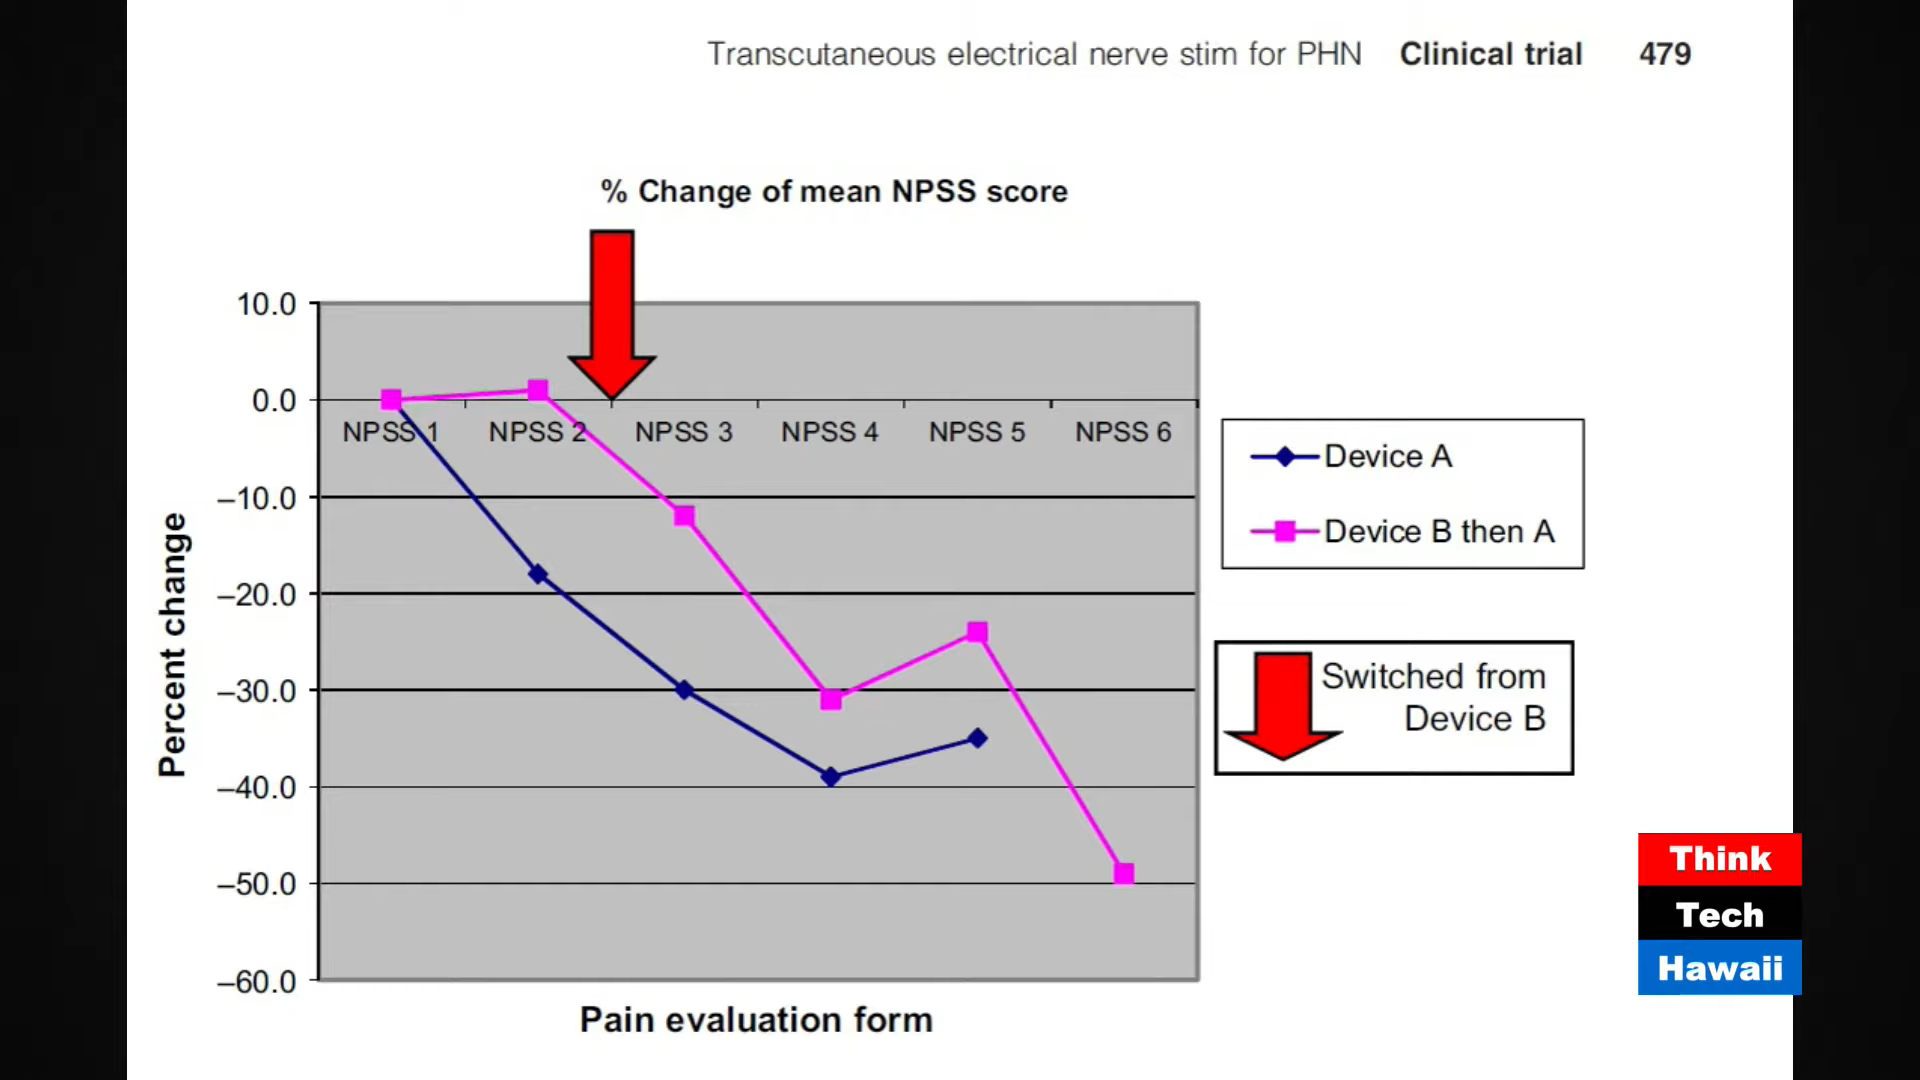 Transcutaneous electrical nerve stim for PHN Clinical trial 479
% Change of mean NPSS score
10.0
0.0
–10.0
–20.0
–30.0
–40.0
–50.0
–60.0
Percent change
NPSS 1 NPSS 2 NPSS 3 NPSS 4 NPSS 5 NPSS 6
Pain evaluation form
Device A
Device B then A
Switched from
Device B
Think
Tech
Hawaii